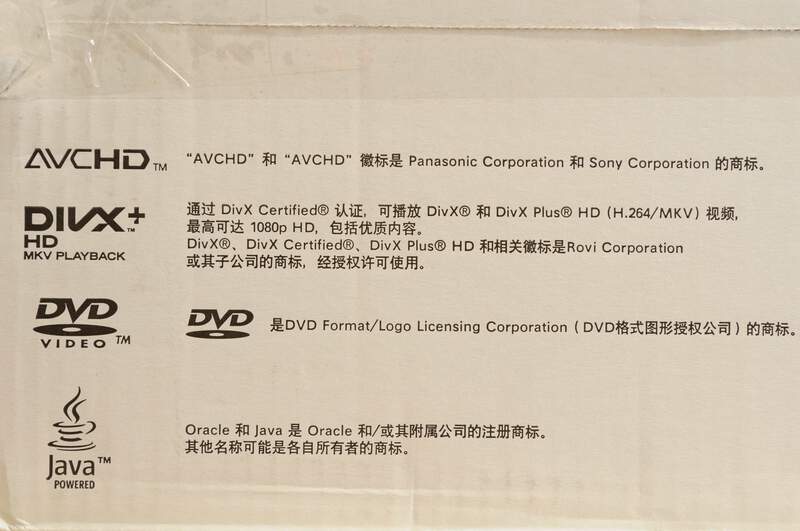 AVCHD™ “AVCHD” 和 “AVCHD” 徽标是 Panasonic Corporation 和 Sony Corporation 的商标。
DIVX+™
HD
MKV PLAYBACK
通过 DivX Certified® 认证, 可播放 DivX® 和 DivX Plus® HD (H.264/MKV) 视频,
最高可达 1080p HD, 包括优质内容。
DivX®、DivX Certified®、DivX Plus® HD 和相关徽标是Rovi Corporation
或其子公司的商标, 经授权许可使用。
DVD
VIDEO™
DVD 是DVD Format/Logo Licensing Corporation (DVD格式图形授权公司) 的商标。
Java™
POWERED
Oracle 和 Java 是 Oracle 和/或其附属公司的注册商标。
其他名称可能是各自所有者的商标。